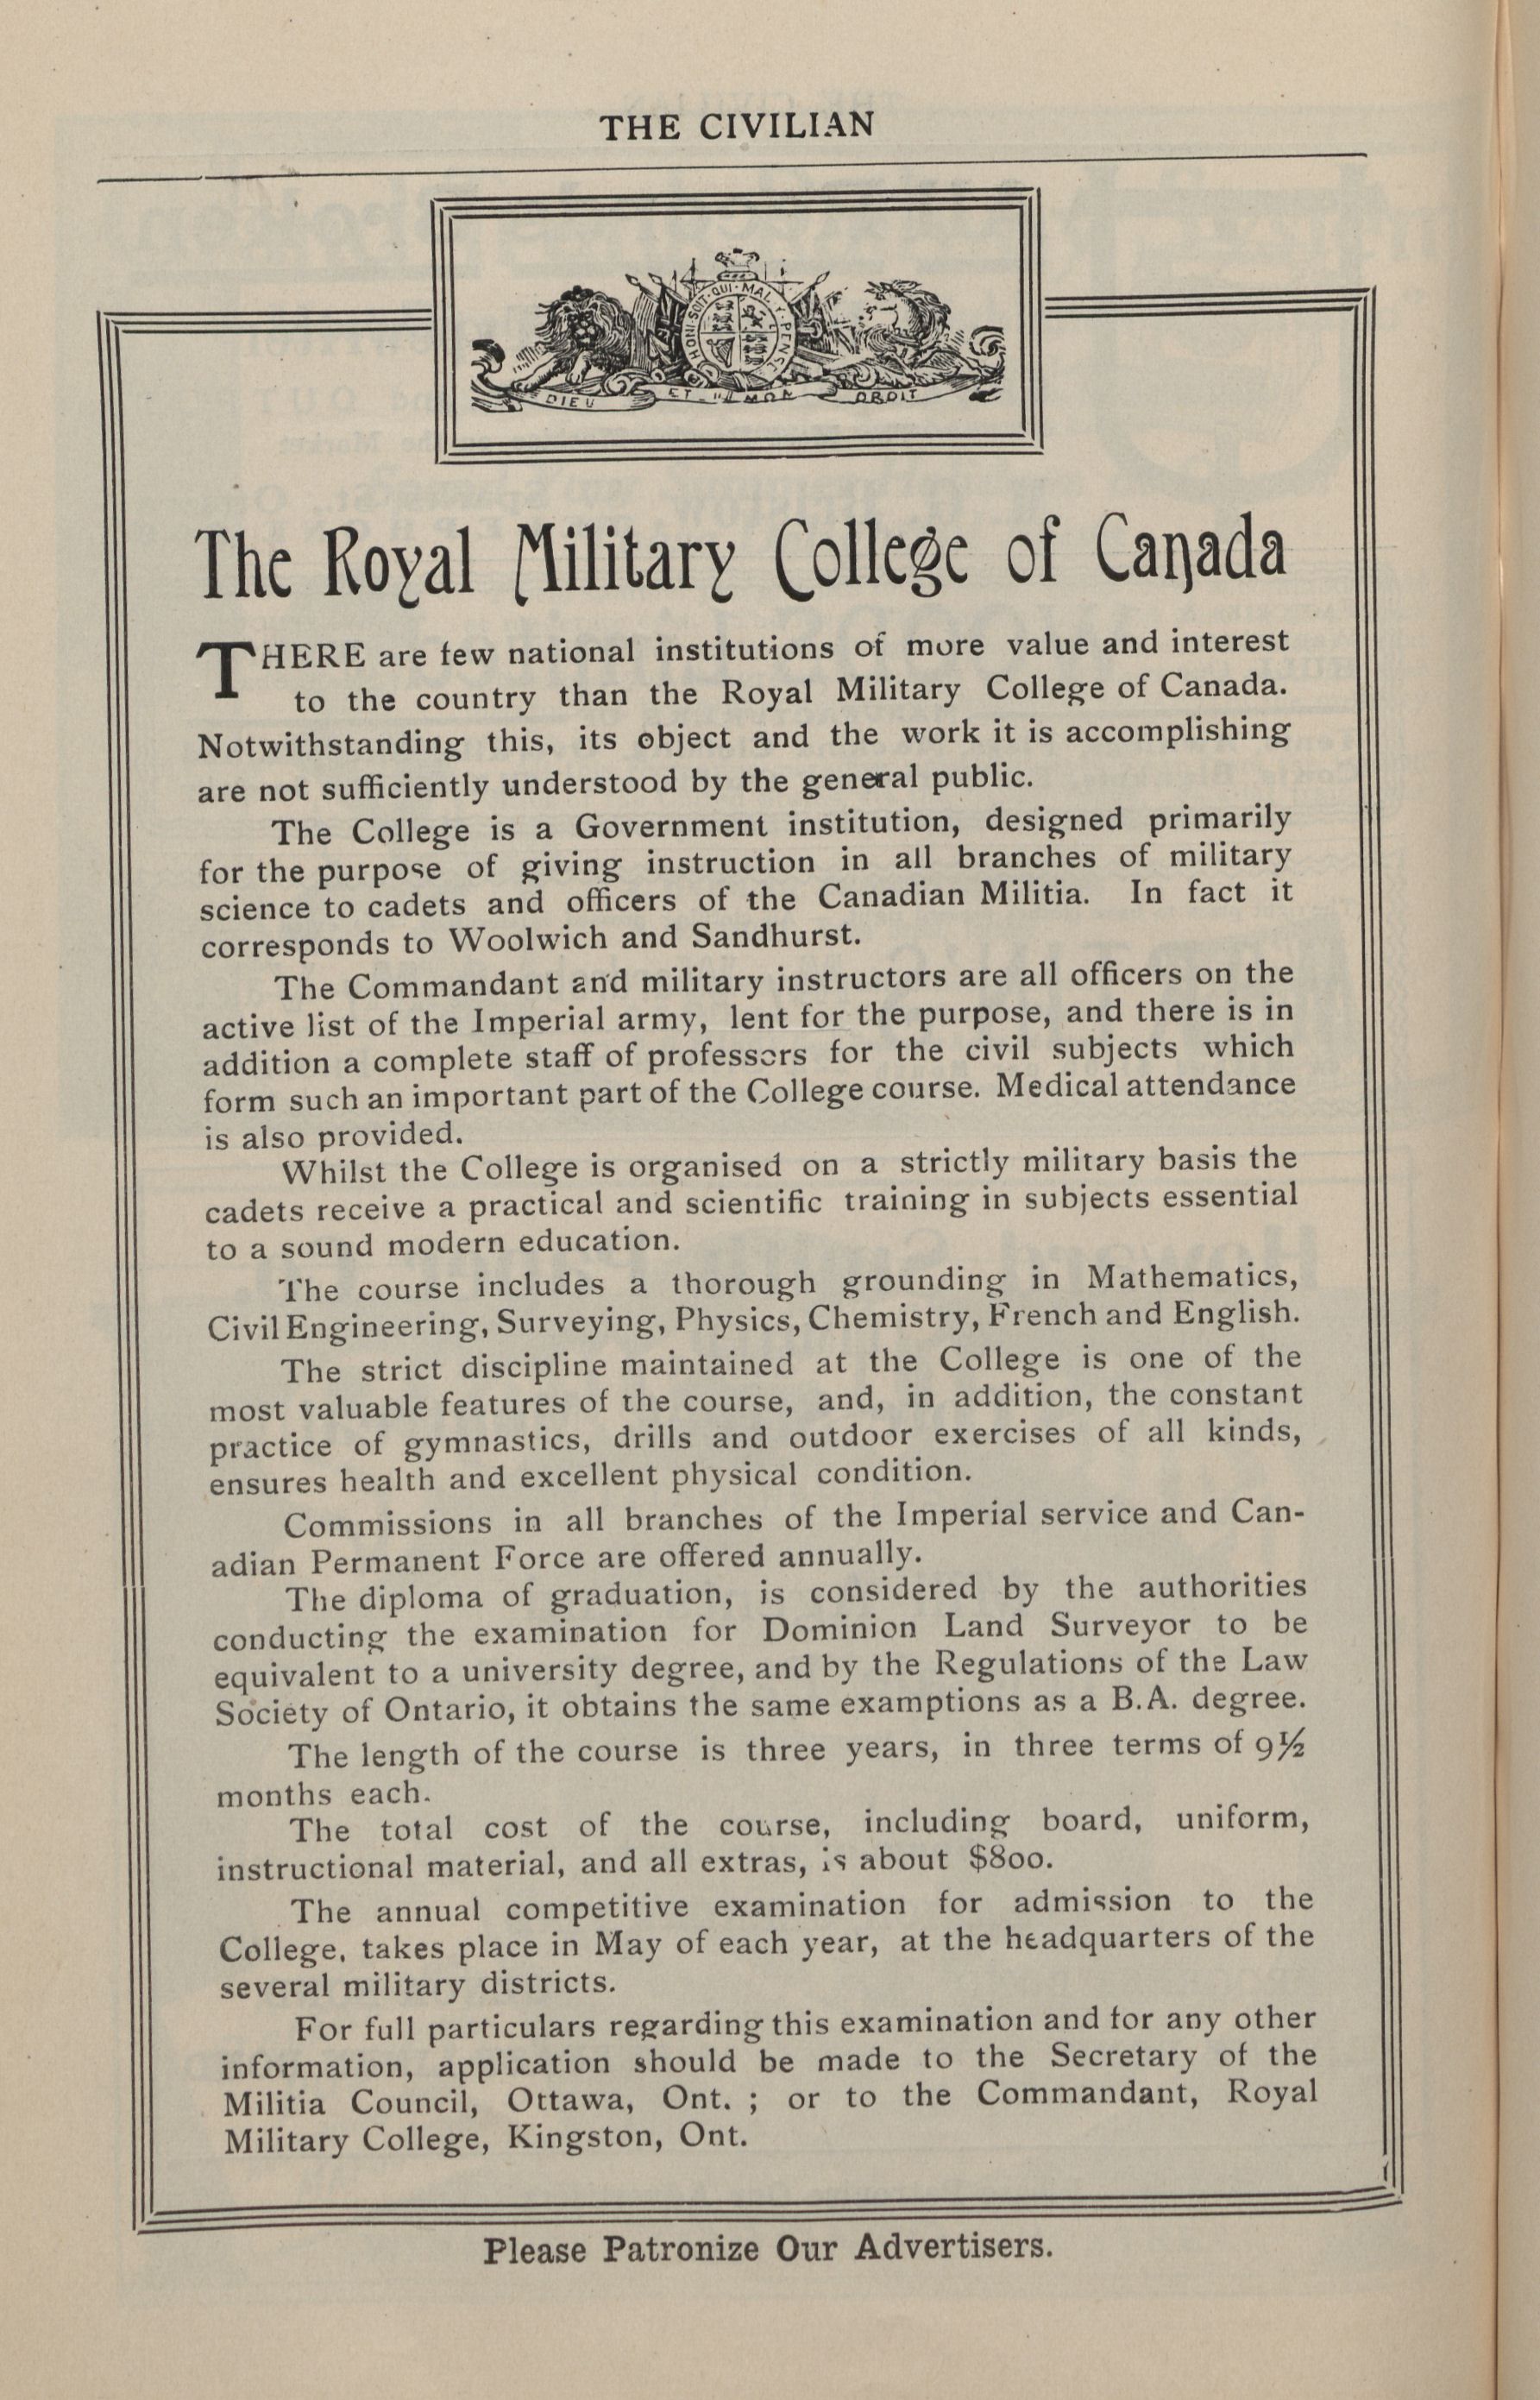 THE CIVILIAN
HONI·SOIT·QUI·MAL·Y·PENSE
DIEU ET MON DROIT
The Royal Military College of Canada
THERE are few national institutions of more value and interest
to the country than the Royal Military College of Canada.
Notwithstanding this, its object and the work it is accomplishing
are not sufficiently understood by the general public.
The College is a Government institution, designed primarily
for the purpose of giving instruction in all branches of military
science to cadets and officers of the Canadian Militia. In fact it
corresponds to Woolwich and Sandhurst.
The Commandant and military instructors are all officers on the
active list of the Imperial army, lent for the purpose, and there is in
addition a complete staff of professors for the civil subjects which
form such an important part of the College course. Medical attendance
is also provided.
Whilst the College is organised on a strictly military basis the
cadets receive a practical and scientific training in subjects essential
to a sound modern education.
The course includes a thorough grounding in Mathematics,
Civil Engineering, Surveying, Physics, Chemistry, French and English.
The strict discipline maintained at the College is one of the
most valuable features of the course, and, in addition, the constant
practice of gymnastics, drills and outdoor exercises of all kinds,
ensures health and excellent physical condition.
Commissions in all branches of the Imperial service and Can-
adian Permanent Force are offered annually.
The diploma of graduation, is considered by the authorities
conducting the examination for Dominion Land Surveyor to be
equivalent to a university degree, and by the Regulations of the Law
Society of Ontario, it obtains the same examptions as a B.A. degree.
The length of the course is three years, in three terms of 9½
months each.
The total cost of the course, including board, uniform,
instructional material, and all extras, is about $800.
The annual competitive examination for admission to the
College, takes place in May of each year, at the headquarters of the
several military districts.
For full particulars regarding this examination and for any other
information, application should be made to the Secretary of the
Militia Council, Ottawa, Ont. ; or to the Commandant, Royal
Military College, Kingston, Ont.
Please Patronize Our Advertisers.